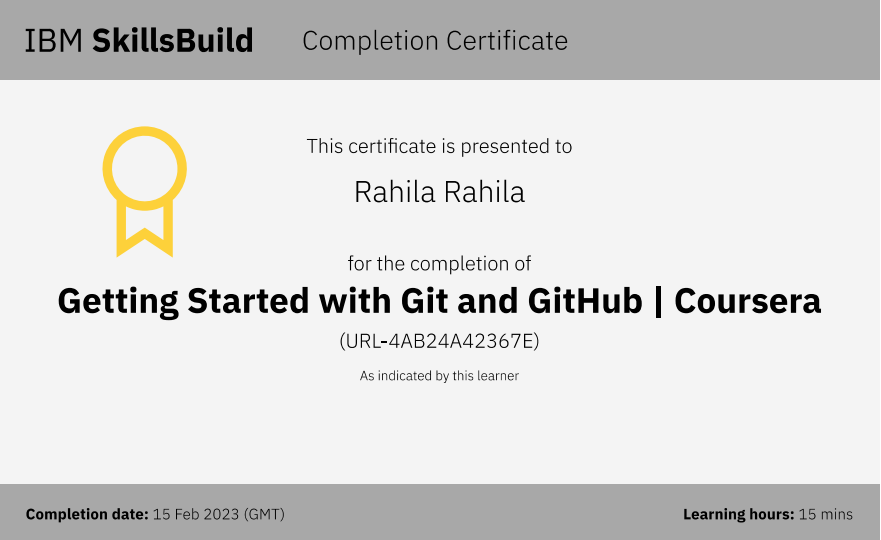 IBM SkillsBuild Completion Certificate
This certificate is presented to
Rahila Rahila
for the completion of
Getting Started with Git and GitHub | Coursera
(URL-4AB24A42367E)
As indicated by this learner
Completion date: 15 Feb 2023 (GMT)
Learning hours: 15 mins